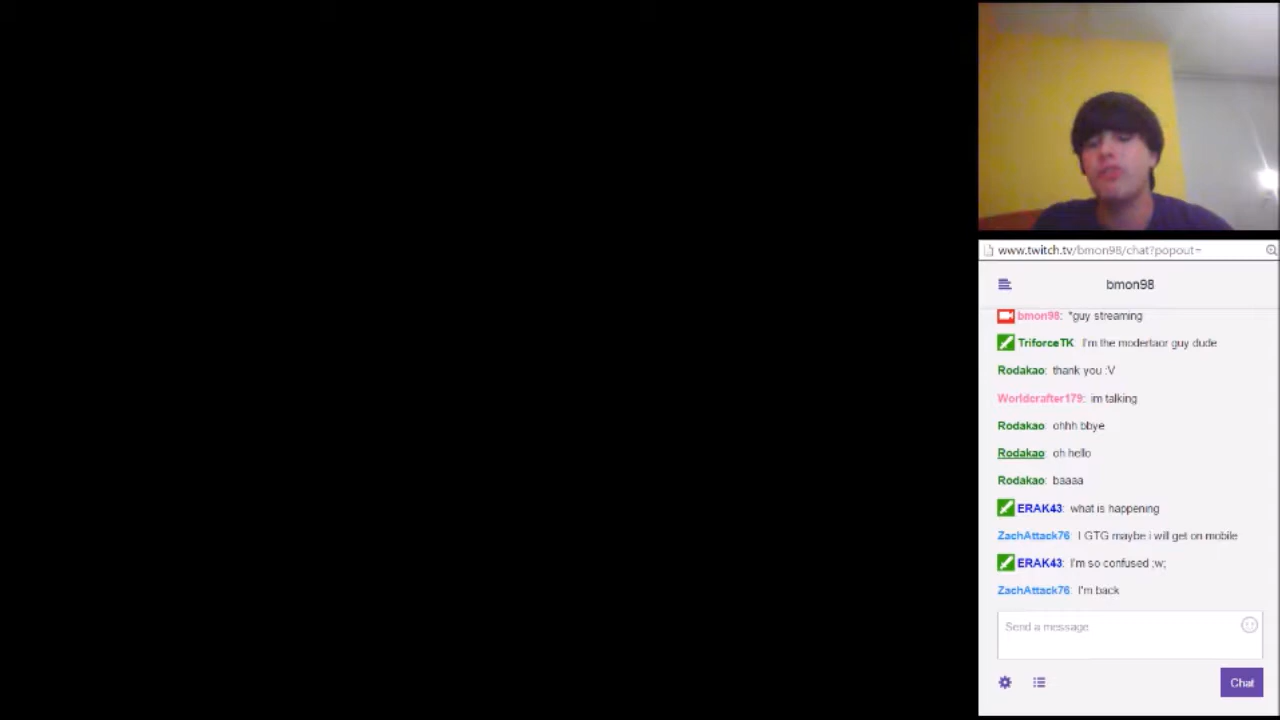 www.twitch.tv/bmon98/chat?popout=
bmon98
bmon98: *guy streaming
TriforceTK: I'm the modertaor guy dude
Rodakao: thank you :V
Worldcrafter179: im talking
Rodakao: ohhh bbye
Rodakao: oh hello
Rodakao: baaaa
ERAK43: what is happening
ZachAttack76: I GTG maybe i will get on mobile
ERAK43: I'm so confused ;w;
ZachAttack76: I'm back
Send a message
Chat